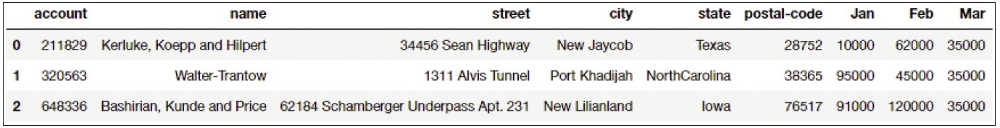 account name street city state postal-code Jan Feb Mar
0 211829 Kerluke, Koepp and Hilpert 34456 Sean Highway New Jaycob Texas 28752 10000 62000 35000
1 320563 Walter-Trantow 1311 Alvis Tunnel Port Khadijah NorthCarolina 38365 95000 45000 35000
2 648336 Bashirian, Kunde and Price 62184 Schamberger Underpass Apt. 231 New Lilianland Iowa 76517 91000 120000 35000